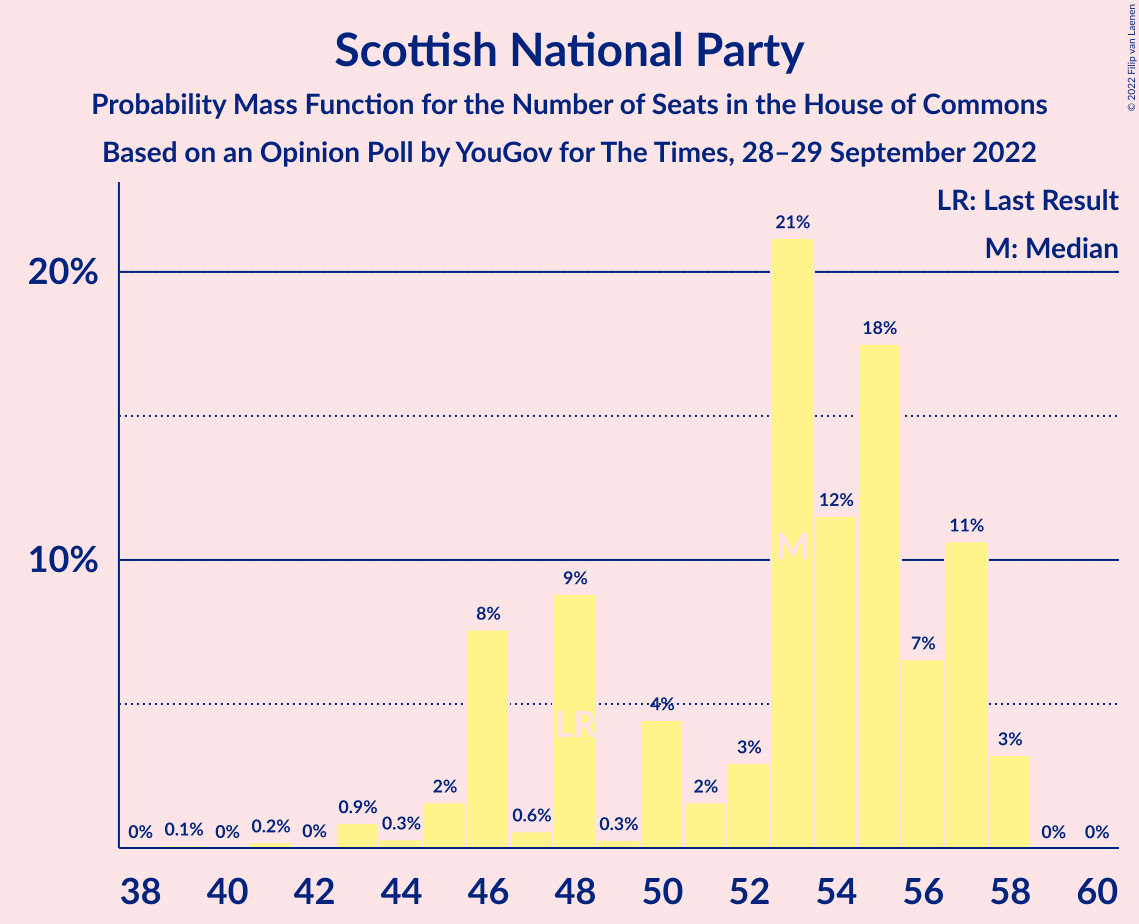 Scottish National Party
Probability Mass Function for the Number of Seats in the House of Commons
Based on an Opinion Poll by YouGov for The Times, 28–29 September 2022
© 2022 Filip van Laenen
LR: Last Result
M: Median
20%
10%
0%
0.1%
0%
0.2%
0%
0.9%
0.3%
2%
8%
0.6%
9%
0.3%
4%
2%
3%
21%
12%
18%
7%
11%
3%
0%
0%
LR
M
38 40 42 44 46 48 50 52 54 56 58 60